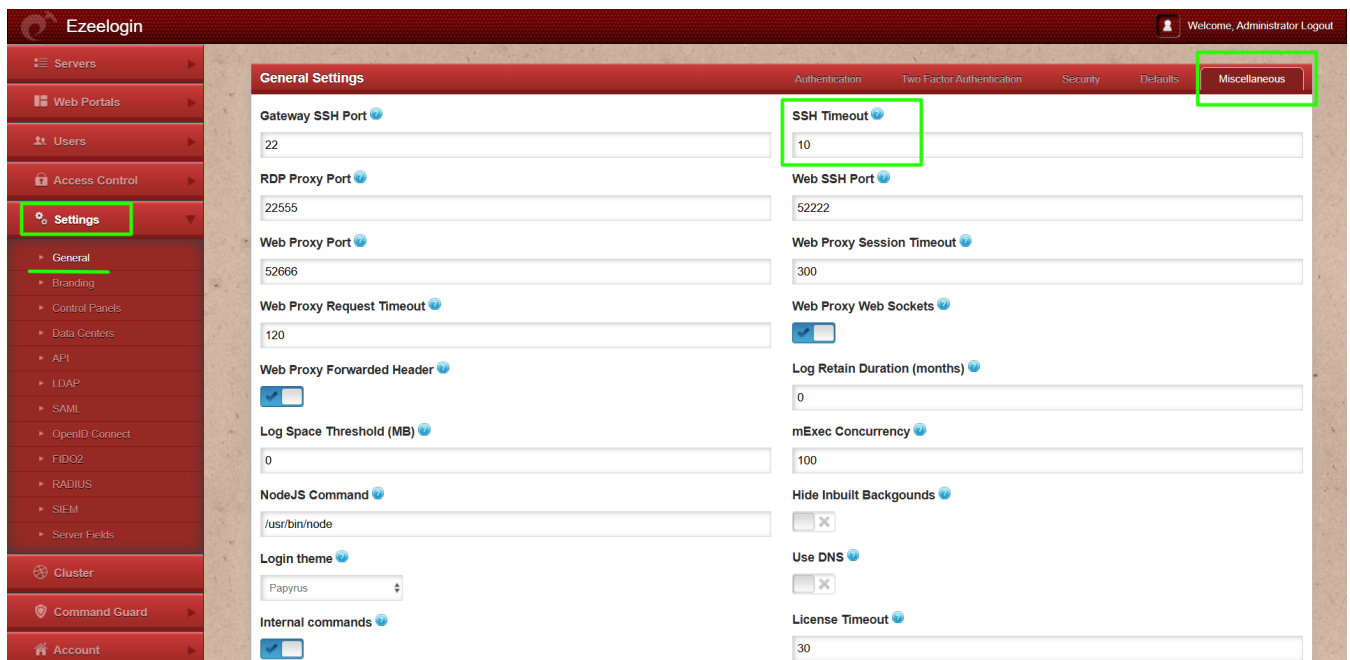 Ezeelogin
Welcome, Administrator Logout
Servers
Web Portals
Users
Access Control
Settings
General
Branding
Control Panels
Data Centers
API
LDAP
SAML
OpenID Connect
FIDO2
RADIUS
SIEM
Server Fields
Cluster
Command Guard
Account
General Settings
Authentication
Two Factor Authentication
Security
Defaults
Miscellaneous
Gateway SSH Port
22
SSH Timeout
10
RDP Proxy Port
22555
Web SSH Port
52222
Web Proxy Port
52666
Web Proxy Session Timeout
300
Web Proxy Request Timeout
120
Web Proxy Web Sockets
Web Proxy Forwarded Header
Log Retain Duration (months)
0
Log Space Threshold (MB)
0
mExec Concurrency
100
NodeJS Command
/usr/bin/node
Hide Inbuilt Backgounds
Login theme
Papyrus
Use DNS
Internal commands
License Timeout
30